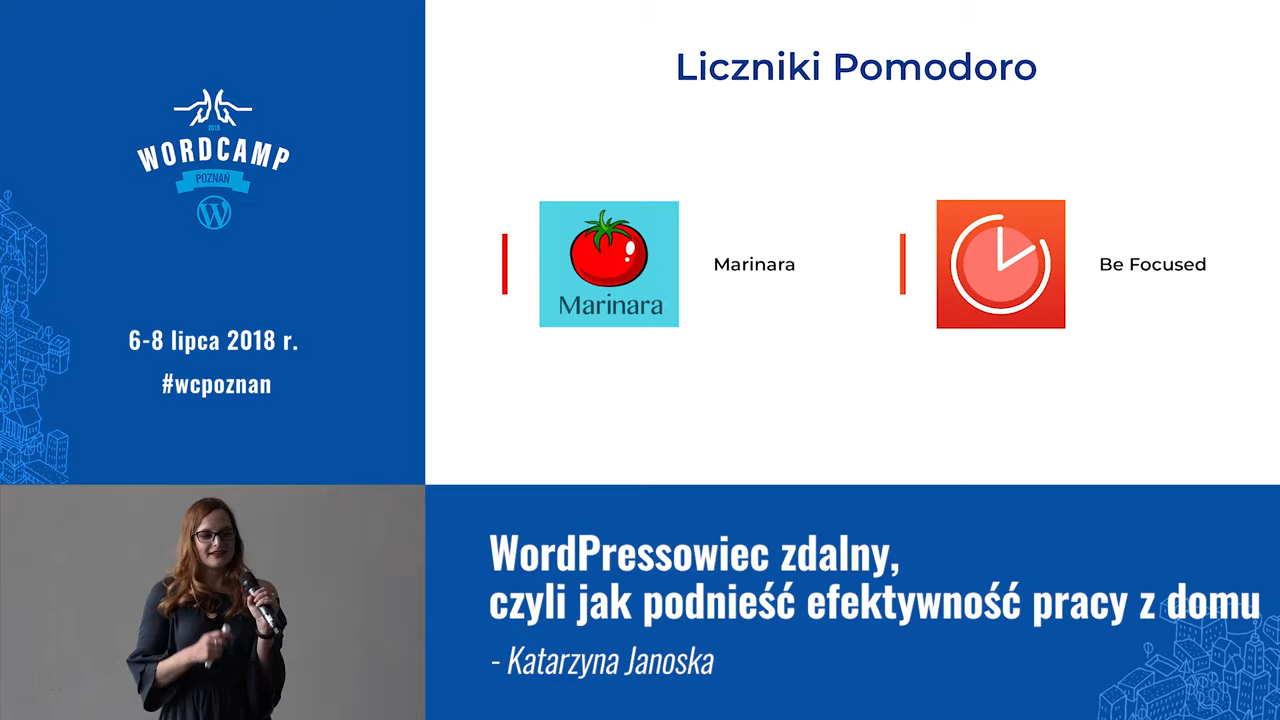 2018
WORDCAMP
POZNAŃ
6-8 lipca 2018 r.
#wcpoznan
Liczniki Pomodoro
Marinara
Marinara
Be Focused
WordPressowiec zdalny,
czyli jak podnieść efektywność pracy z domu
- Katarzyna Janoska